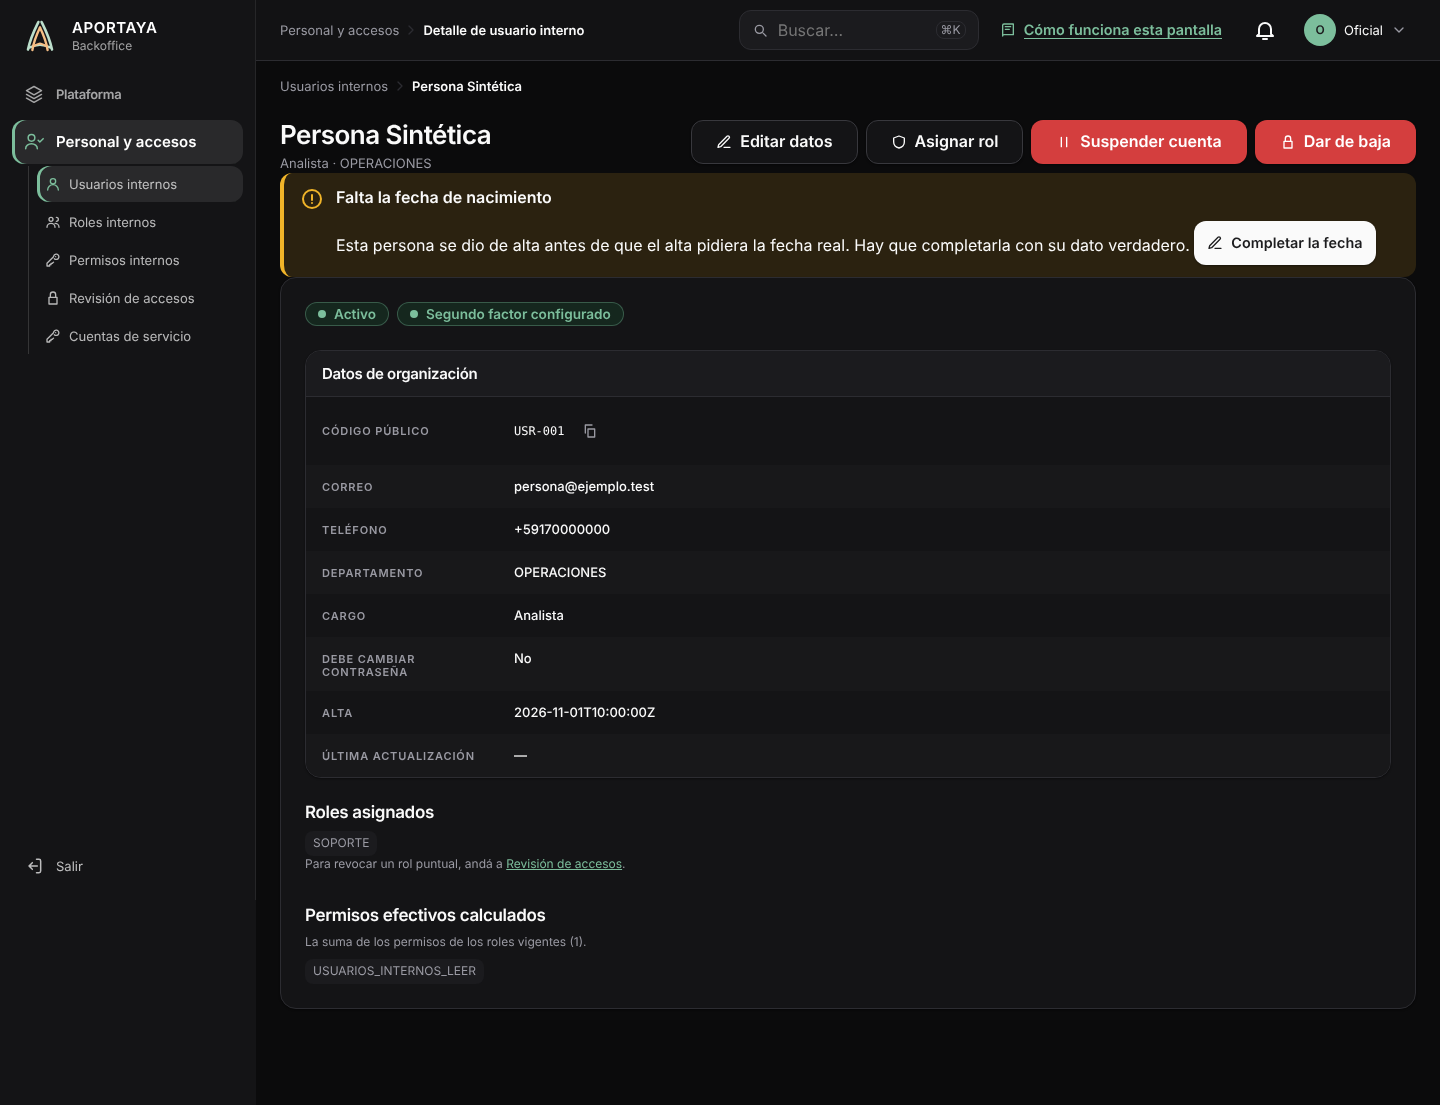 APORTAYA
Backoffice
Plataforma
Personal y accesos
Usuarios internos
Roles internos
Permisos internos
Revisión de accesos
Cuentas de servicio
Salir
Personal y accesos Detalle de usuario interno
Buscar... ⌘K
Cómo funciona esta pantalla
O Oficial
Usuarios internos Persona Sintética
Persona Sintética
Analista · OPERACIONES
Editar datos
Asignar rol
Suspender cuenta
Dar de baja
Falta la fecha de nacimiento
Esta persona se dio de alta antes de que el alta pidiera la fecha real. Hay que completarla con su dato verdadero. Completar la fecha
Activo
Segundo factor configurado
Datos de organización
CÓDIGO PÚBLICO USR-001
CORREO persona@ejemplo.test
TELÉFONO +59170000000
DEPARTAMENTO OPERACIONES
CARGO Analista
DEBE CAMBIAR No
CONTRASEÑA
ALTA 2026-11-01T10:00:00Z
ÚLTIMA ACTUALIZACIÓN —
Roles asignados
SOPORTE
Para revocar un rol puntual, andá a Revisión de accesos.
Permisos efectivos calculados
La suma de los permisos de los roles vigentes (1).
USUARIOS_INTERNOS_LEER